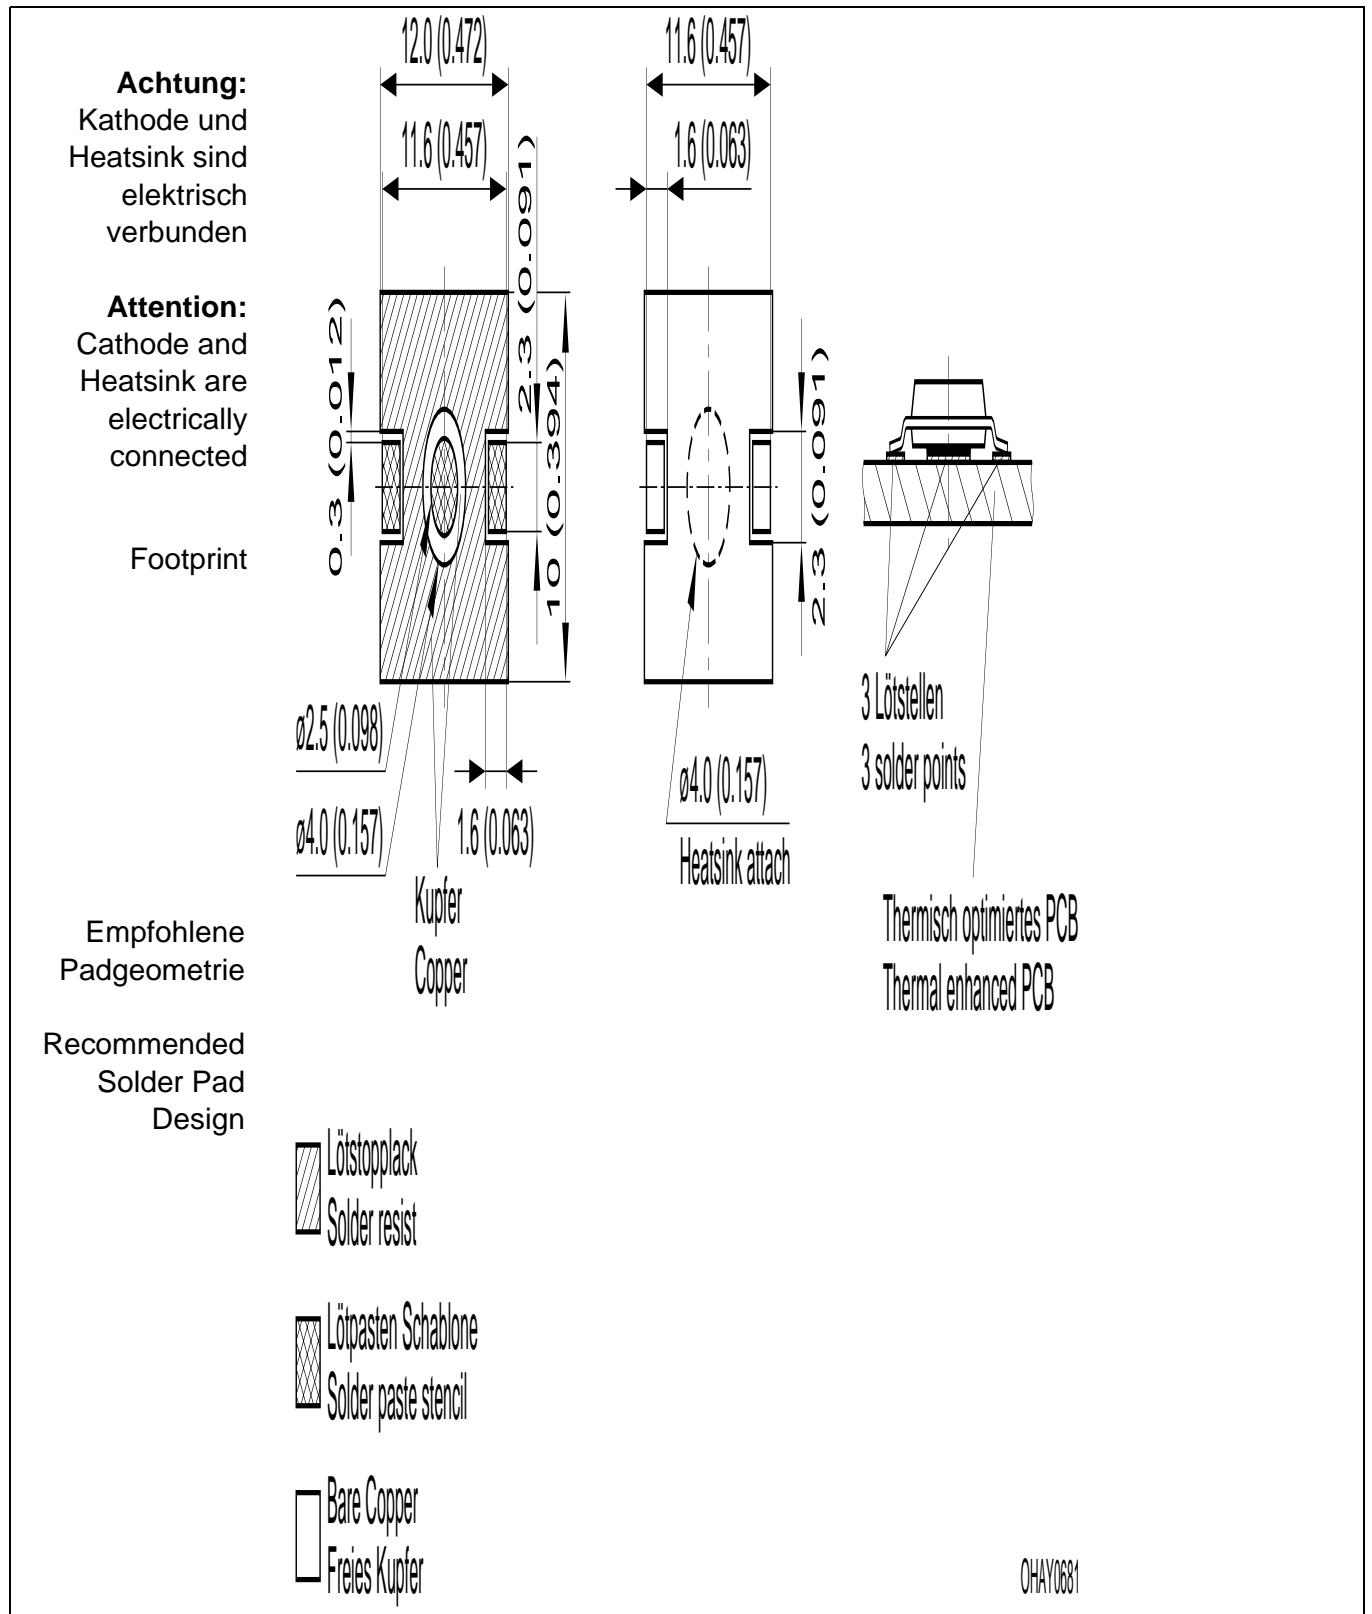 Achtung:
Kathode und
Heatsink sind
elektrisch
verbunden
Attention:
Cathode and
Heatsink are
electrically
connected
Footprint
12.0 (0.472)
11.6 (0.457)
2.3 (0.091)
0.3 (0.012)
10 (0.394)
ø2.5 (0.098)
ø4.0 (0.157)
1.6 (0.063)
Kupfer
Copper
11.6 (0.457)
1.6 (0.063)
2.3 (0.091)
ø4.0 (0.157)
Heatsink attach
3 Lötstellen
3 solder points
Thermisch optimiertes PCB
Thermal enhanced PCB
Empfohlene
Padgeometrie
Recommended
Solder Pad
Design
Lötstopplack
Solder resist
Lötpasten Schablone
Solder paste stencil
Bare Copper
Freies Kupfer
OHAY0681